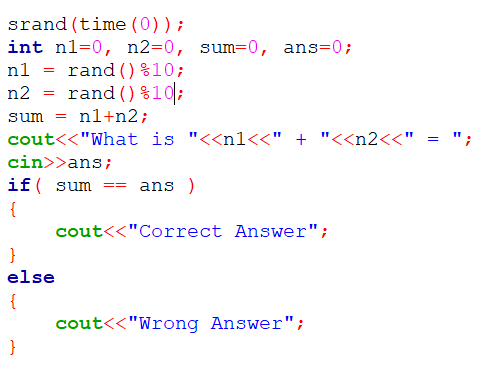 srand(time(0));
int n1=0, n2=0, sum=0, ans=0;
n1 = rand()%10;
n2 = rand()%10;
sum = n1+n2;
cout<<"What is "<<n1<<" + "<<n2<<" = ";
cin>>ans;
if( sum == ans )
{
    cout<<"Correct Answer";
}
else
{
    cout<<"Wrong Answer";
}